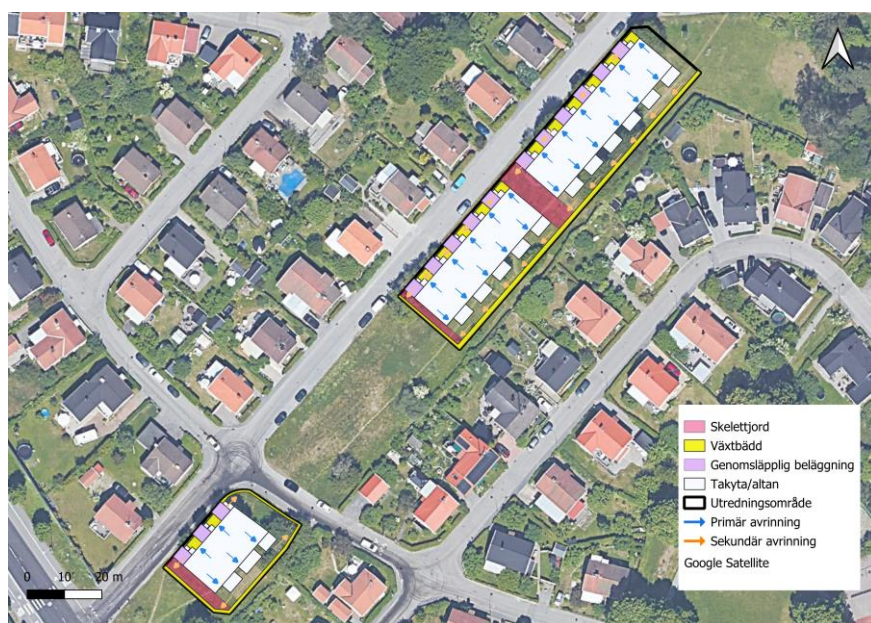 Skelettjord
Växtbädd
Genomsläpplig beläggning
Takyta/altan
Utredningsområde
Primär avrinning
Sekundär avrinning
Google Satellite
0 10 20 m